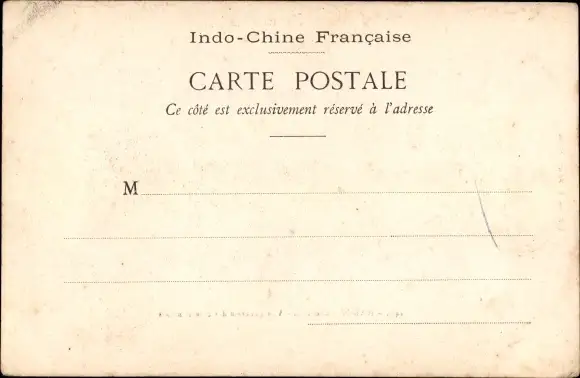 Indo-Chine Française
CARTE POSTALE
Ce côté est exclusivement réservé à l'adresse
M